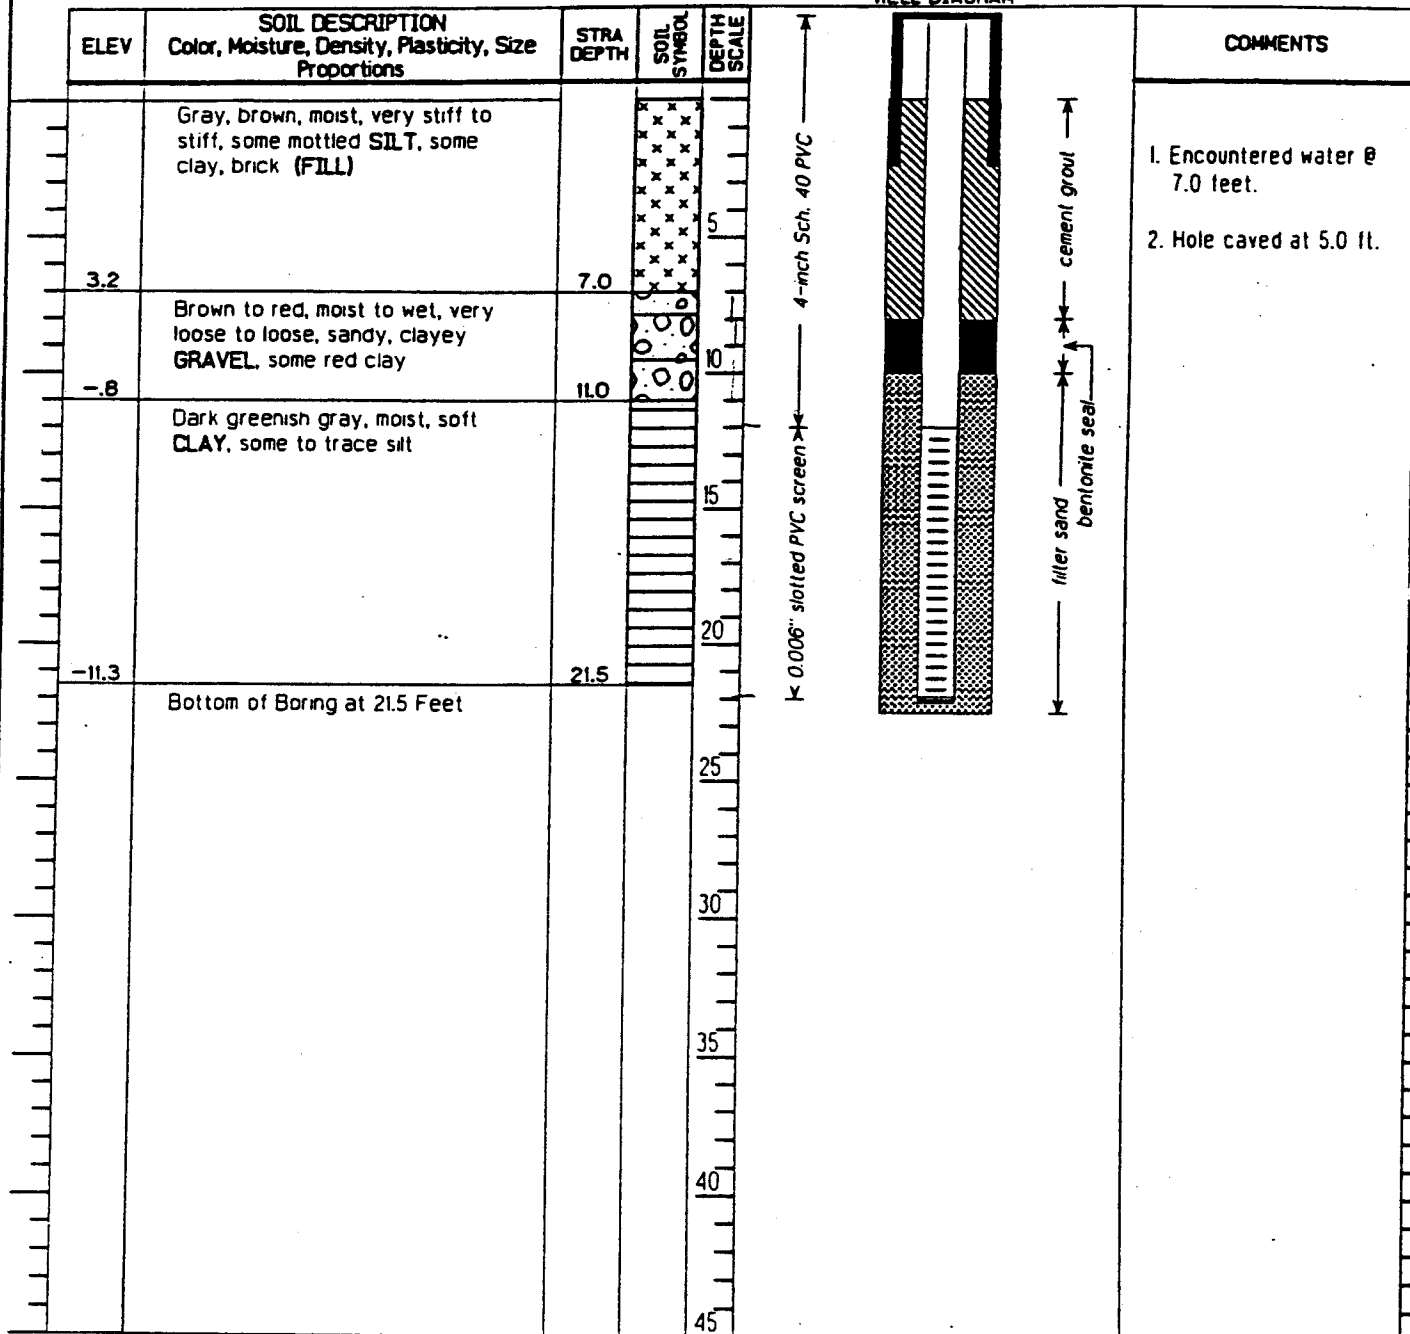 WELL DIAGRAM
ELEV
SOIL DESCRIPTION
Color, Moisture, Density, Plasticity, Size
Proportions
STRA
DEPTH
SOIL
SYMBOL
DEPTH
SCALE
COMMENTS
Gray, brown, moist, very stiff to
stiff, some mottled SILT, some
clay, brick (FILL)
3.2
7.0
Brown to red, moist to wet, very
loose to loose, sandy, clayey
GRAVEL, some red clay
-.8
11.0
Dark greenish gray, moist, soft
CLAY, some to trace silt
-11.3
21.5
Bottom of Boring at 21.5 Feet
5
10
15
20
25
30
35
40
45
4-inch Sch. 40 PVC
0.006" slotted PVC screen
cement grout
bentonite seal
filter sand
1. Encountered water @
7.0 feet.
2. Hole caved at 5.0 ft.